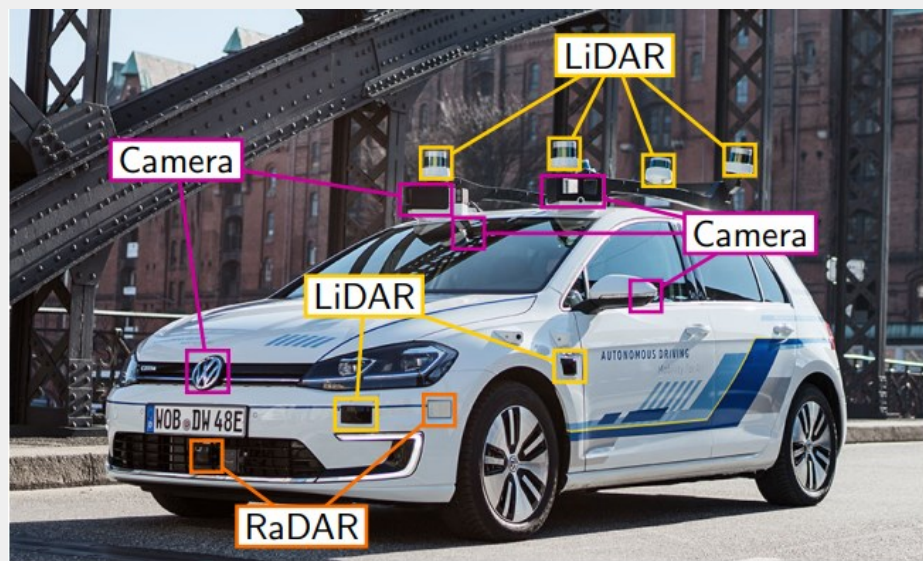 LiDAR
Camera
Camera
LiDAR
AUTONOMOUS DRIVING
WOB DW 48E
RaDAR